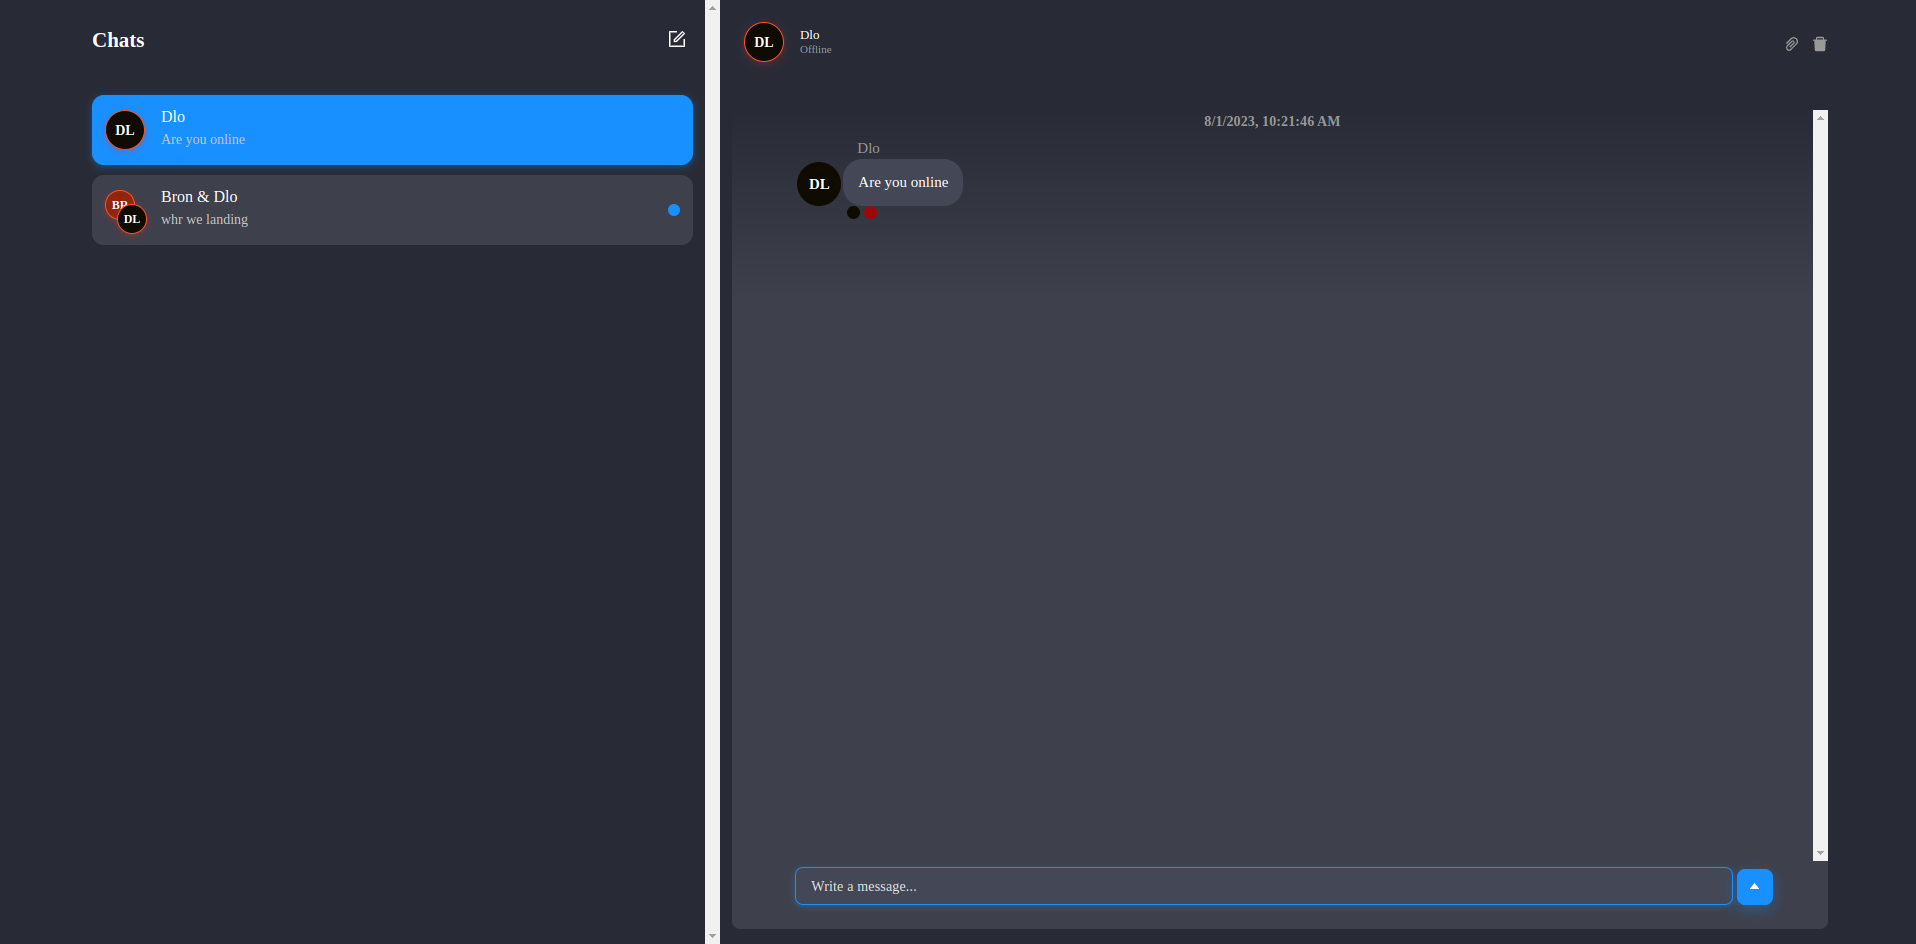 Chats
DL
Dlo
Are you online
BR
DL
Bron & Dlo
whr we landing
DL
Dlo
Offline
8/1/2023, 10:21:46 AM
Dlo
DL
Are you online
Write a message...